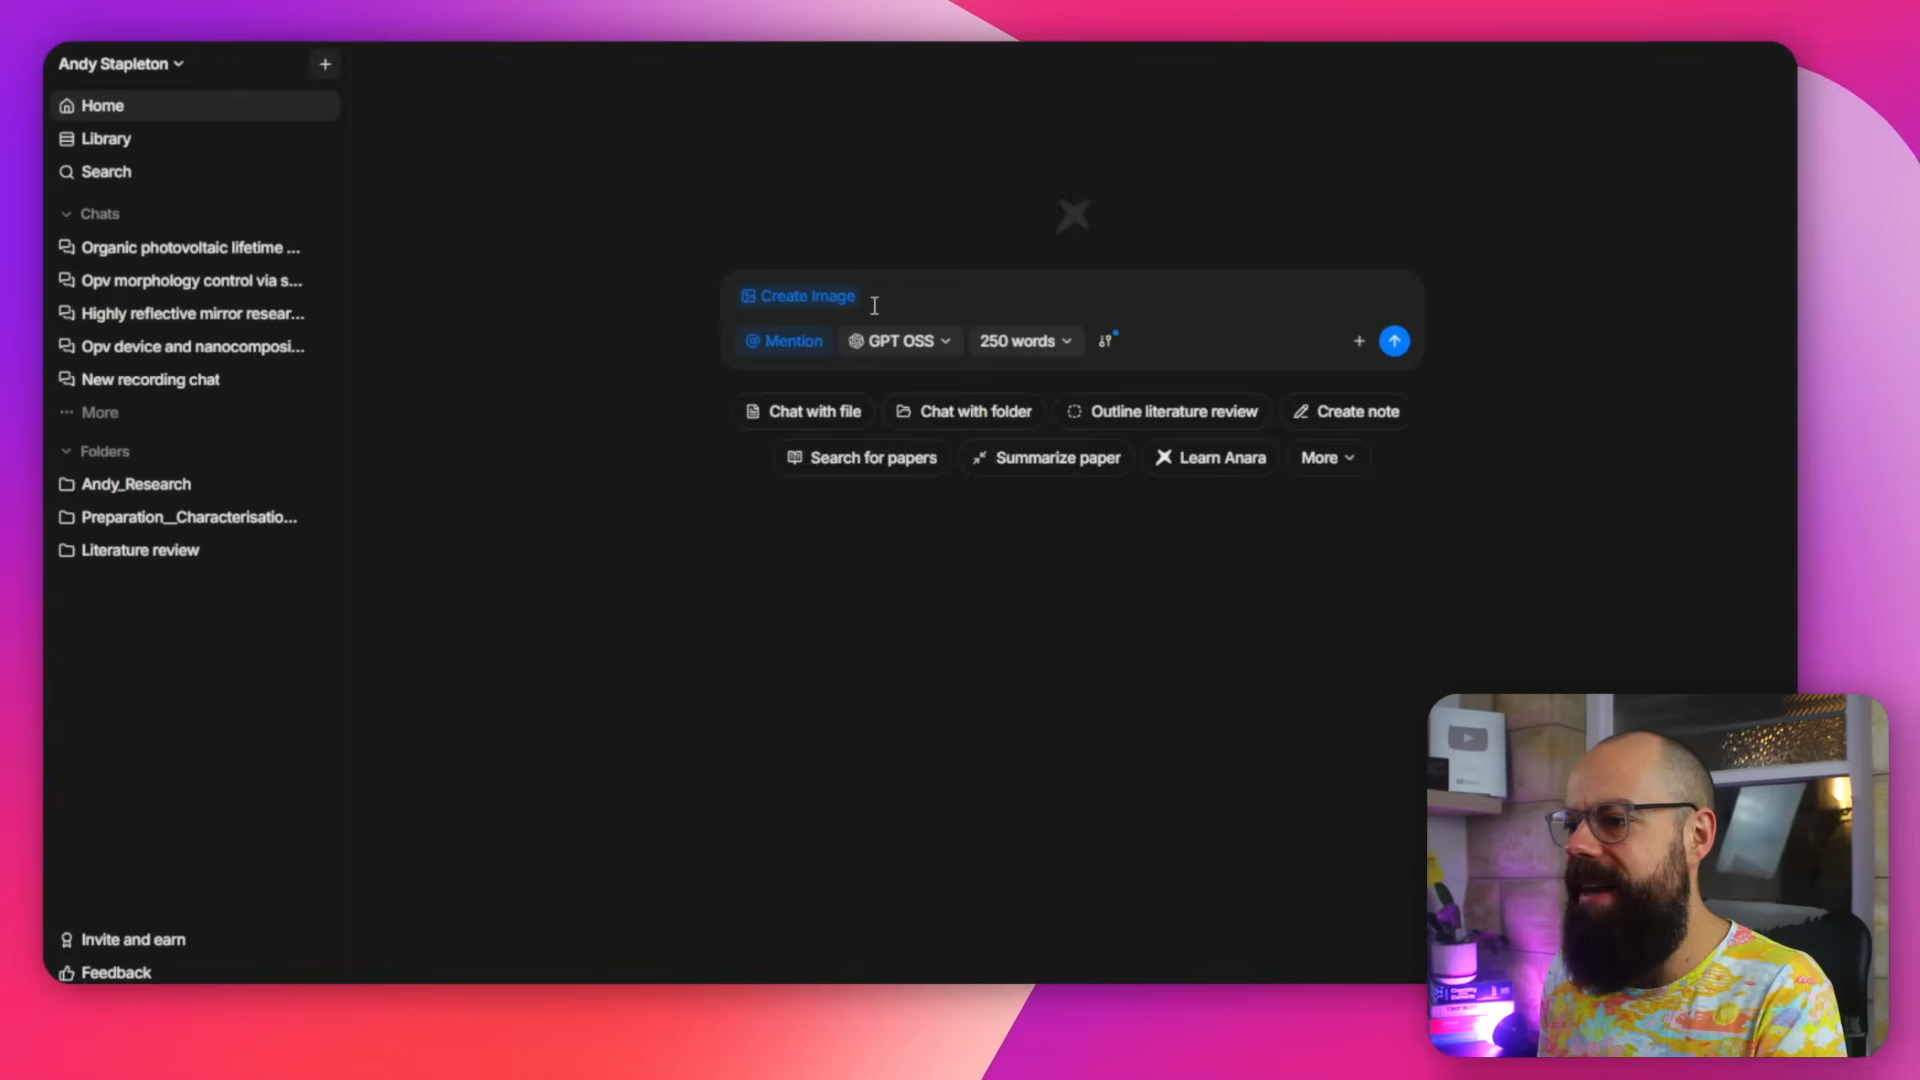 Andy Stapleton
Home
Library
Search
Chats
Organic photovoltaic lifetime ...
Opv morphology control via s...
Highly reflective mirror resear...
Opv device and nanocomposi...
New recording chat
More
Folders
Andy_Research
Preparation__Characterisatio...
Literature review
Invite and earn
Feedback
Create Image
@ Mention
GPT OSS
250 words
Chat with file
Chat with folder
Outline literature review
Create note
Search for papers
Summarize paper
Learn Anara
More